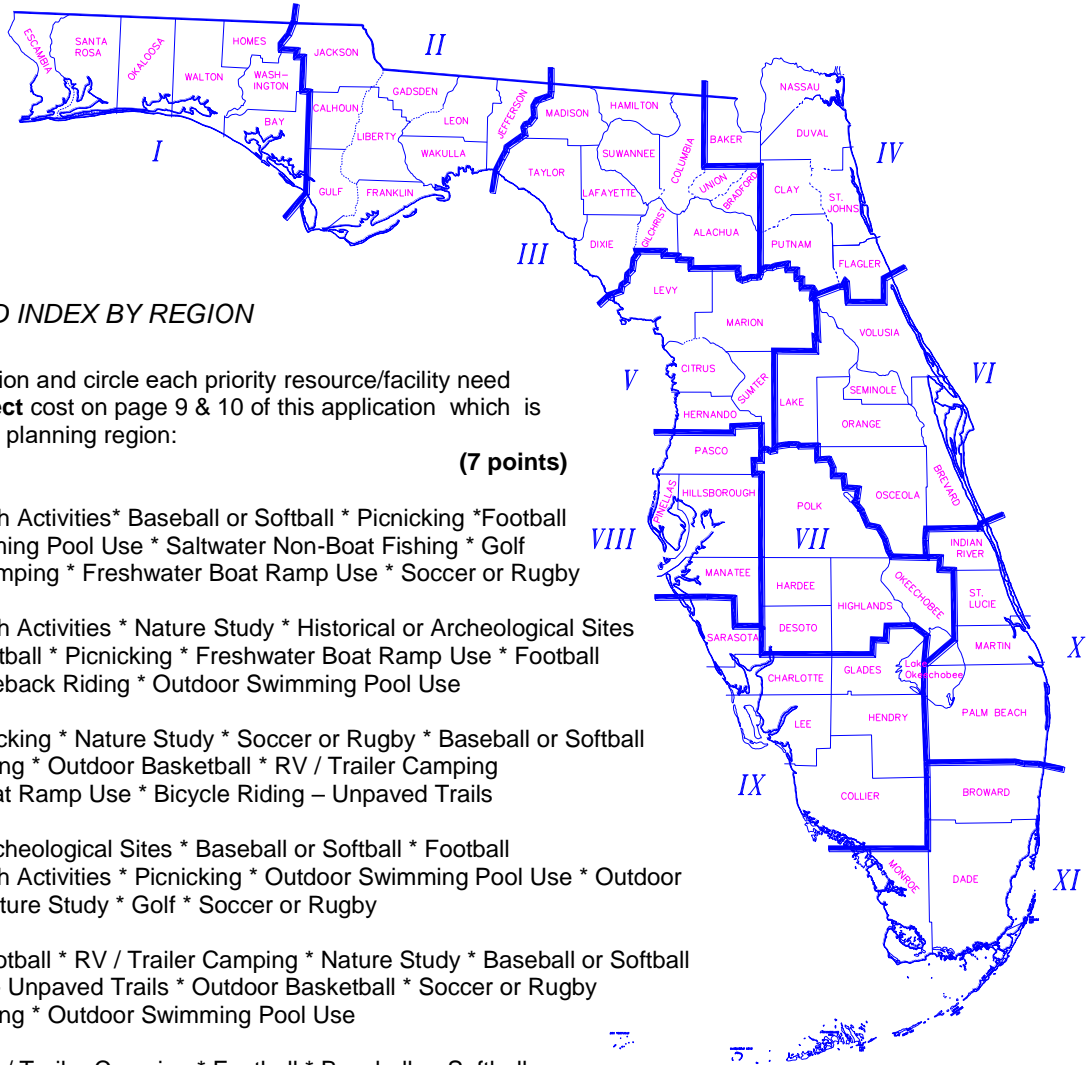 ESCAMBIA
SANTA
ROSA
OKALOOSA
WALTON
HOMES
WASH–
INGTON
BAY
I
JACKSON
II
CALHOUN
GADSDEN
LIBERTY
LEON
JEFFERSON
WAKULLA
GULF
FRANKLIN
MADISON
HAMILTON
TAYLOR
SUWANNEE
COLUMBIA
LAFAYETTE
UNION
BRADFORD
DIXIE
GILCHRIST
ALACHUA
III
BAKER
NASSAU
DUVAL
IV
CLAY
ST.
JOHNS
PUTNAM
FLAGLER
LEVY
MARION
CITRUS
SUMTER
HERNANDO
V
VOLUSIA
LAKE
SEMINOLE
ORANGE
VI
OSCEOLA
BREVARD
PASCO
PINELLAS
HILLSBOROUGH
VIII
MANATEE
POLK
VII
HARDEE
HIGHLANDS
OKEECHOBEE
DESOTO
INDIAN
RIVER
ST.
LUCIE
MARTIN
X
SARASOTA
CHARLOTTE
GLADES
Lake
Okeechobee
PALM BEACH
LEE
HENDRY
IX
COLLIER
BROWARD
MONROE
DADE
XI
INDEX BY REGION
ion and circle each priority resource/facility need
ect cost on page 9 & 10 of this application which is
planning region:
(7 points)
h Activities* Baseball or Softball * Picnicking *Football
ming Pool Use * Saltwater Non-Boat Fishing * Golf
mping * Freshwater Boat Ramp Use * Soccer or Rugby
h Activities * Nature Study * Historical or Archeological Sites
tball * Picnicking * Freshwater Boat Ramp Use * Football
eback Riding * Outdoor Swimming Pool Use
cking * Nature Study * Soccer or Rugby * Baseball or Softball
ng * Outdoor Basketball * RV / Trailer Camping
at Ramp Use * Bicycle Riding – Unpaved Trails
cheological Sites * Baseball or Softball * Football
h Activities * Picnicking * Outdoor Swimming Pool Use * Outdoor
ture Study * Golf * Soccer or Rugby
otball * RV / Trailer Camping * Nature Study * Baseball or Softball
Unpaved Trails * Outdoor Basketball * Soccer or Rugby
ng * Outdoor Swimming Pool Use
/ Trailer Camping * Football * Baseball or Softball